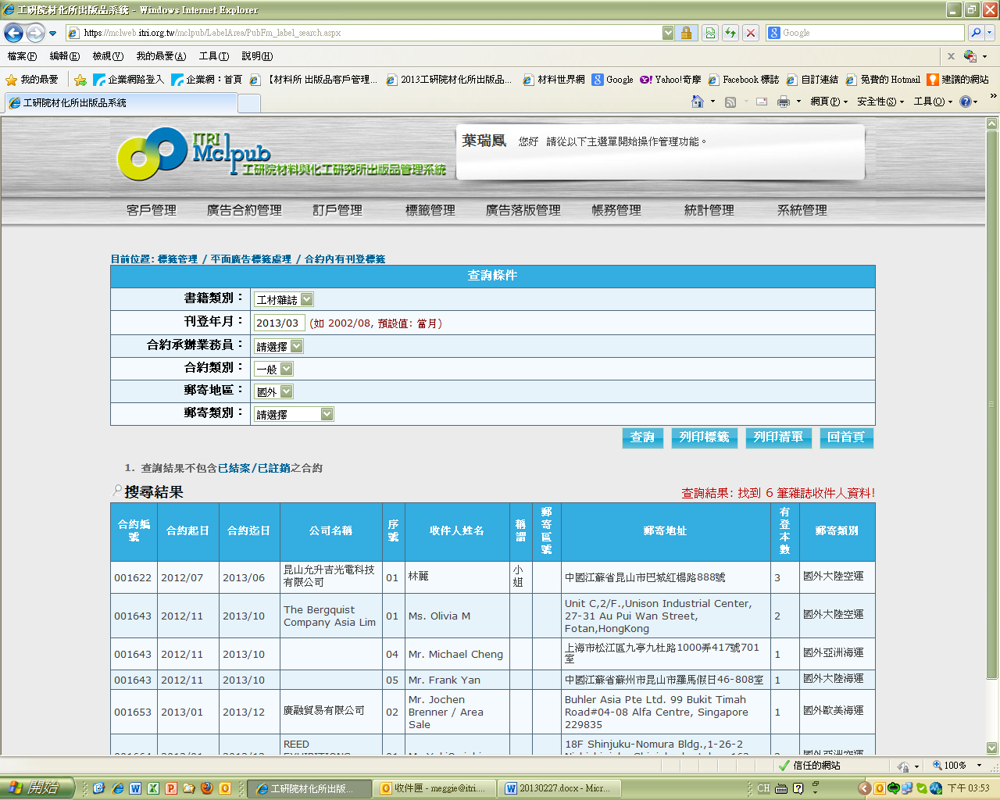 工研院材化所出版品系統 - Windows Internet Explorer
https://mclweb.itri.org.tw/mclpub/LabelArea/PubFm_label_search.aspx
Google
檔案(F) 編輯(E) 檢視(V) 我的最愛(A) 工具(T) 說明(H)
我的最愛 企業網路登入 企業網：首頁 【材料所 出版品客戶管理... 2013工研院材化所出版品... 材料世界網 Google Yahoo!奇摩 Facebook 標誌 自訂連結 免費的 Hotmail 建議的網站
工研院材化所出版品系統
網頁(P) 安全性(S) 工具(O)
ITRI
Mclpub
工研院材料與化工研究所出版品管理系統
葉瑞鳳 您好 請從以下主選單開始操作管理功能。
客戶管理 廣告合約管理 訂戶管理 標籤管理 廣告落版管理 帳務管理 統計管理 系統管理
目前位置: 標籤管理 / 平面廣告標籤處理 / 合約內有刊登標籤
查詢條件
書籍類別： 工材雜誌
刊登年月： 2013/03 (如 2002/08, 預設值: 當月)
合約承辦業務員： 請選擇
合約類別： 一般
郵寄地區： 國外
郵寄類別： 請選擇
查詢 列印標籤 列印清單 回首頁
1. 查詢結果不包含已結案/已註銷之合約
搜尋結果 查詢結果: 找到 6 筆雜誌收件人資料!
合約編號 合約起日 合約迄日 公司名稱 序號 收件人姓名 稱謂 郵寄區號 郵寄地址 有登本數 郵寄類別
001622 2012/07 2013/06 昆山允升吉光電科技有限公司 01 林麗 小姐 中國江蘇省昆山市巴城紅楊路888號 3 國外大陸空運
001643 2012/11 2013/10 The Bergquist Company Asia Lim 01 Ms. Olivia M Unit C,2/F.,Unison Industrial Center, 27-31 Au Pui Wan Street, Fotan,HongKong 2 國外大陸空運
001643 2012/11 2013/10 04 Mr. Michael Cheng 上海市松江區九亭九杜路1000弄417號701室 1 國外亞洲海運
001643 2012/11 2013/10 05 Mr. Frank Yan 中國江蘇省蘇州市昆山市羅馬假日46-808室 1 國外大陸海運
001653 2013/01 2013/12 廣融貿易有限公司 02 Mr. Jochen Brenner / Area Sale Buhler Asia Pte Ltd. 99 Bukit Timah Road#04-08 Alfa Centre, Singapore 229835 1 國外歐美海運
REED 18F Shinjuku-Nomura Bldg.,1-26-2
信任的網站 100%
開始 工研院材化所出版... 收件匣 - meggie@itri.... 20130227.docx - Micr... CH 下午 03:53